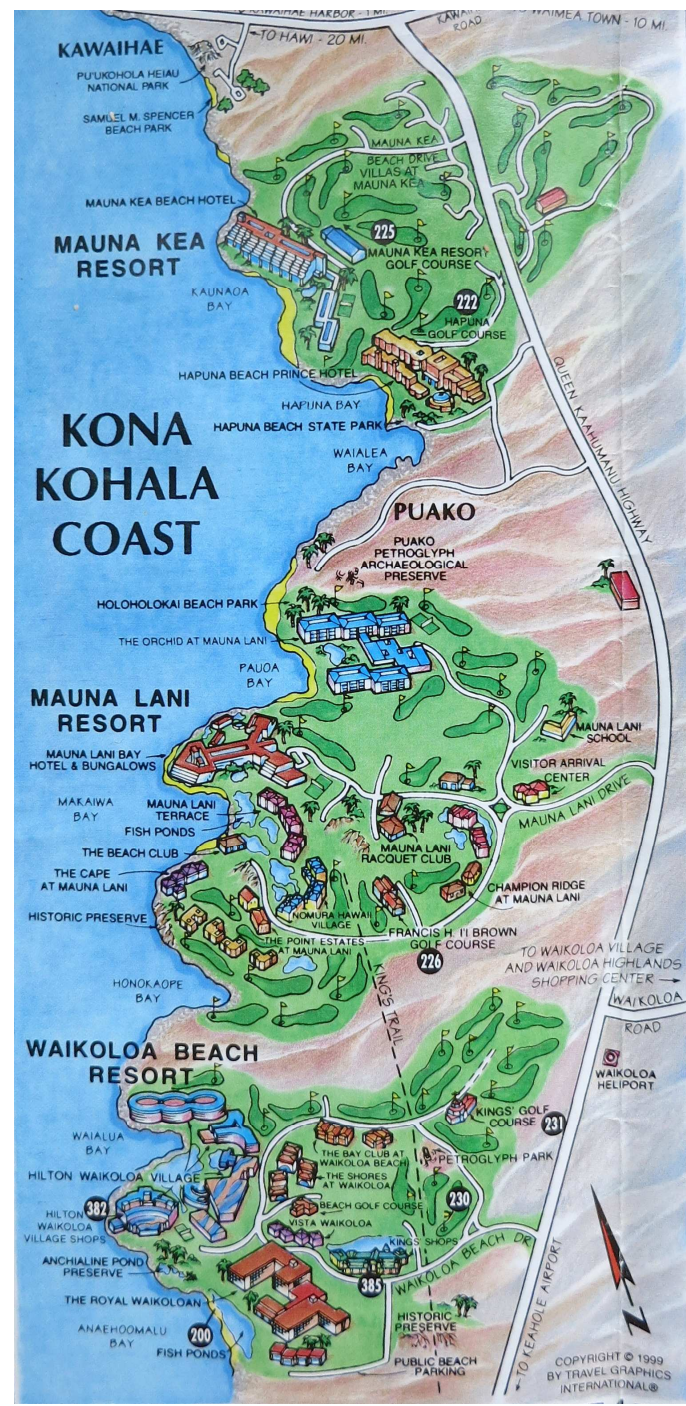 KAWAIHAE HARBOR - 1 MI.
KAWAIHAE
ROAD
TO WAIMEA TOWN - 10 MI.
TO HAWI - 20 MI.
KAWAIHAE
PU'UKOHOLA HEIAU
NATIONAL PARK
SAMUEL M. SPENCER
BEACH PARK
MAUNA KEA
BEACH DRIVE
VILLAS AT
MAUNA KEA
MAUNA KEA BEACH HOTEL
225
MAUNA KEA
RESORT
MAUNA KEA RESORT
GOLF COURSE
KAUNAOA
BAY
222
HAPUNA
GOLF COURSE
HAPUNA BEACH PRINCE HOTEL
QUEEN KAAHUMANU HIGHWAY
HAPUNA BAY
HAPUNA BEACH STATE PARK
KONA
KOHALA
COAST
WAIALEA
BAY
PUAKO
PUAKO
PETROGLYPH
ARCHAEOLOGICAL
PRESERVE
HOLOHOLOKAI BEACH PARK
THE ORCHID AT MAUNA LANI
PAUOA
BAY
MAUNA LANI
RESORT
MAUNA LANI
SCHOOL
MAUNA LANI BAY
HOTEL & BUNGALOWS
VISITOR ARRIVAL
CENTER
MAUNA LANI DRIVE
MAKAIWA
BAY
MAUNA LANI
TERRACE
FISH PONDS
THE BEACH CLUB
MAUNA LANI
RACQUET CLUB
THE CAPE
AT MAUNA LANI
CHAMPION RIDGE
AT MAUNA LANI
HISTORIC PRESERVE
NOMURA HAWAII
VILLAGE
THE POINT ESTATES
AT MAUNA LANI
FRANCIS H. I'I BROWN
GOLF COURSE
226
TO WAIKOLOA VILLAGE
AND WAIKOLOA HIGHLANDS
SHOPPING CENTER
HONOKAOPE
BAY
KING'S TRAIL
WAIKOLOA
ROAD
WAIKOLOA BEACH
RESORT
WAIKOLOA
HELIPORT
KINGS' GOLF
COURSE
231
WAIALUA
BAY
THE BAY CLUB AT
WAIKOLOA BEACH
PETROGLYPH PARK
HILTON WAIKOLOA VILLAGE
THE SHORES
AT WAIKOLOA
382
HILTON
WAIKOLOA
VILLAGE SHOPS
BEACH GOLF COURSE
230
VISTA WAIKOLOA
KINGS' SHOPS
WAIKOLOA BEACH DR
ANCHIALINE POND
PRESERVE
385
THE ROYAL WAIKOLOAN
HISTORIC
PRESERVE
ANAEHOOMALU
BAY
200
FISH PONDS
PUBLIC BEACH
PARKING
TO KEAHOLE AIRPORT
N
COPYRIGHT © 1999
BY TRAVEL GRAPHICS
INTERNATIONAL®